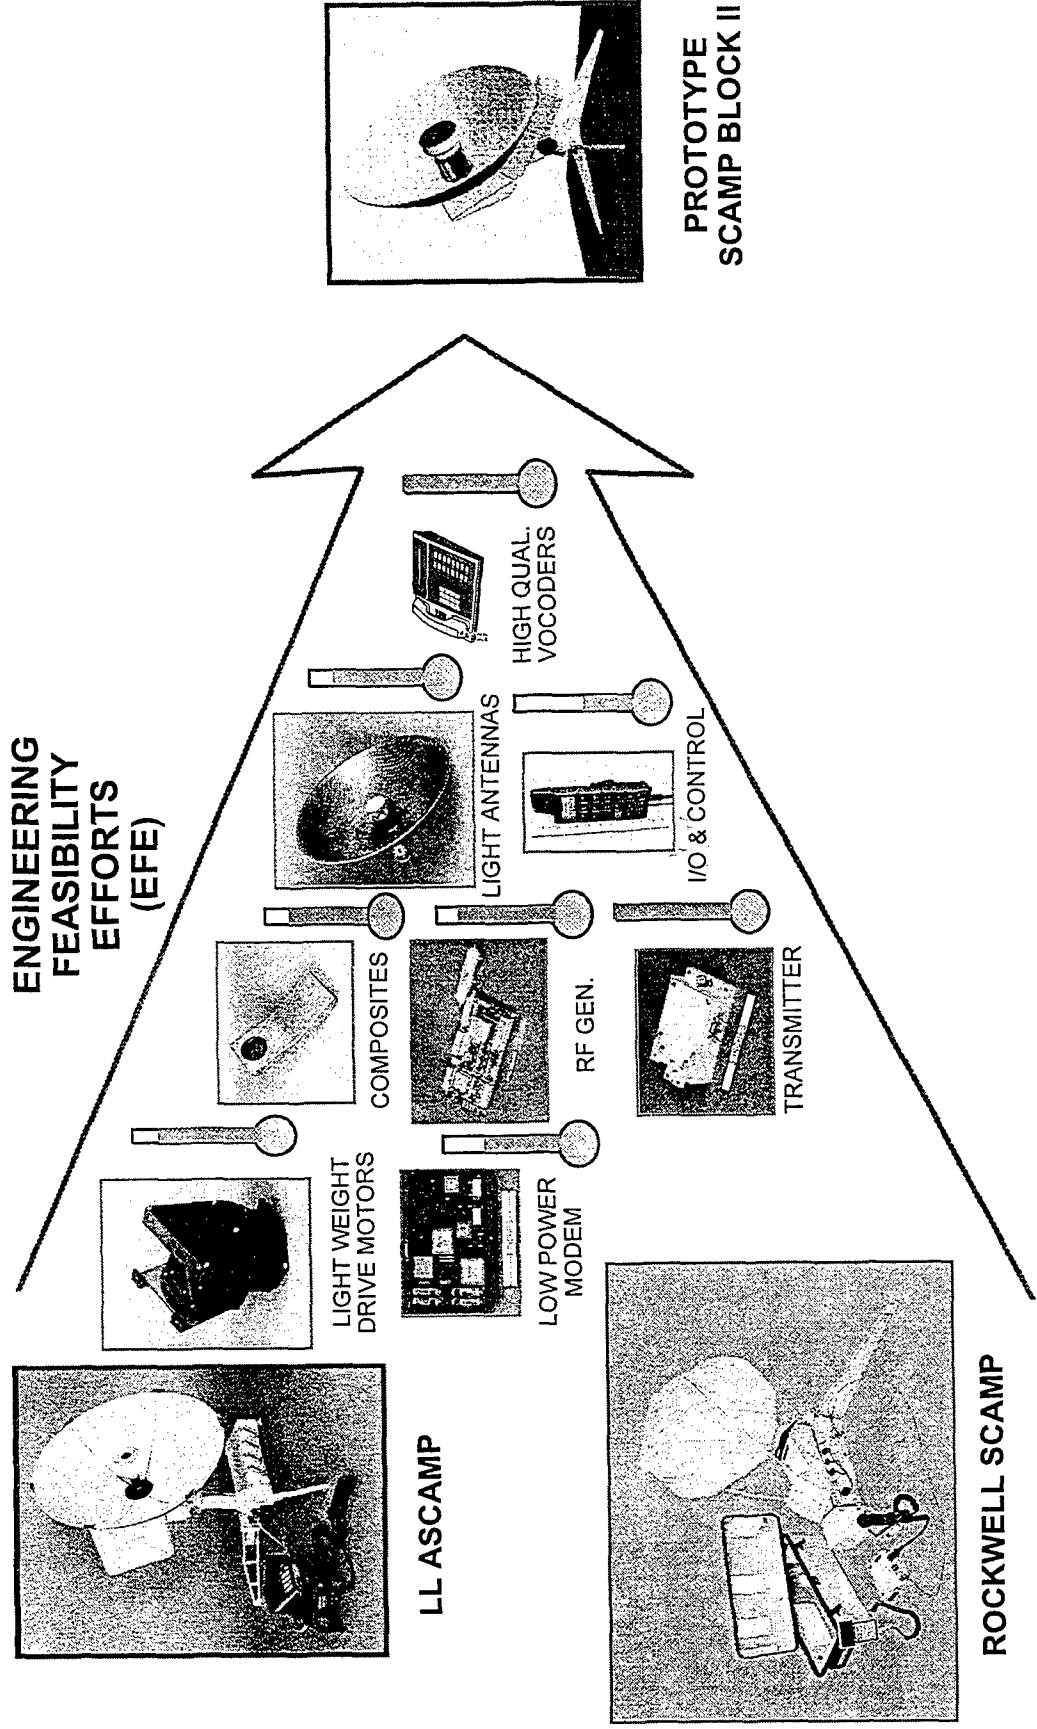 ENGINEERING
FEASIBILITY
EFFORTS
(EFE)
LL ASCAMP
ROCKWELL SCAMP
LIGHT WEIGHT
DRIVE MOTORS
LOW POWER
MODEM
COMPOSITES
RF GEN.
TRANSMITTER
LIGHT ANTENNAS
I/O & CONTROL
HIGH QUAL.
VOCODERS
PROTOTYPE
SCAMP BLOCK II